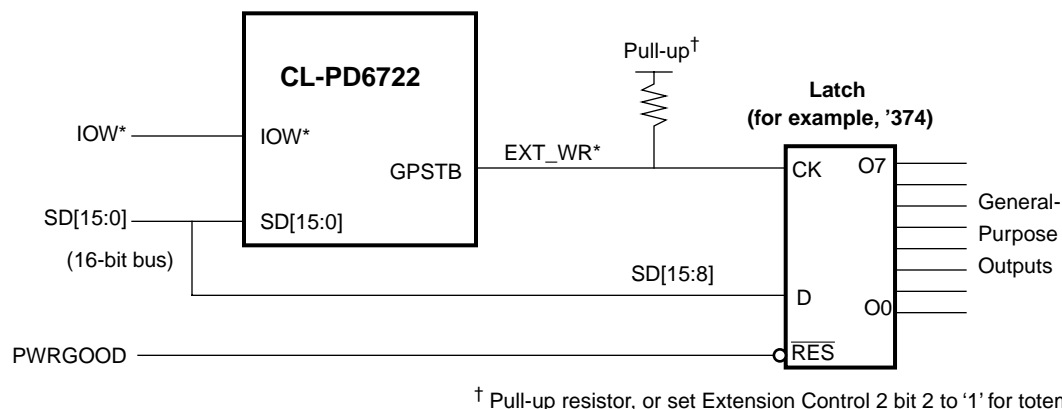 Pull-up†
CL-PD6722
Latch
(for example, '374)
IOW*
IOW*
EXT_WR*
GPSTB
CK
O7
SD[15:0]
SD[15:0]
General-
Purpose
Outputs
(16-bit bus)
SD[15:8]
D
O0
PWRGOOD
RES
† Pull-up resistor, or set Extension Control 2 bit 2 to '1' for